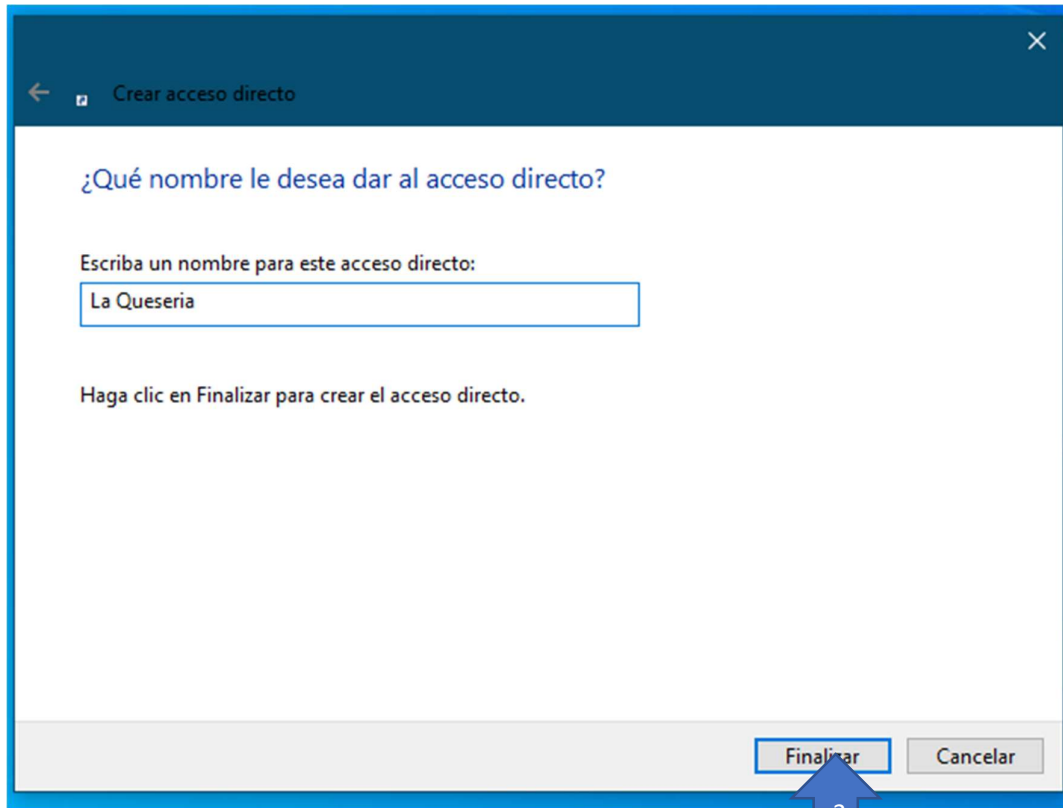 Crear acceso directo
¿Qué nombre le desea dar al acceso directo?
Escriba un nombre para este acceso directo:
La Queseria
Haga clic en Finalizar para crear el acceso directo.
Finalizar Cancelar